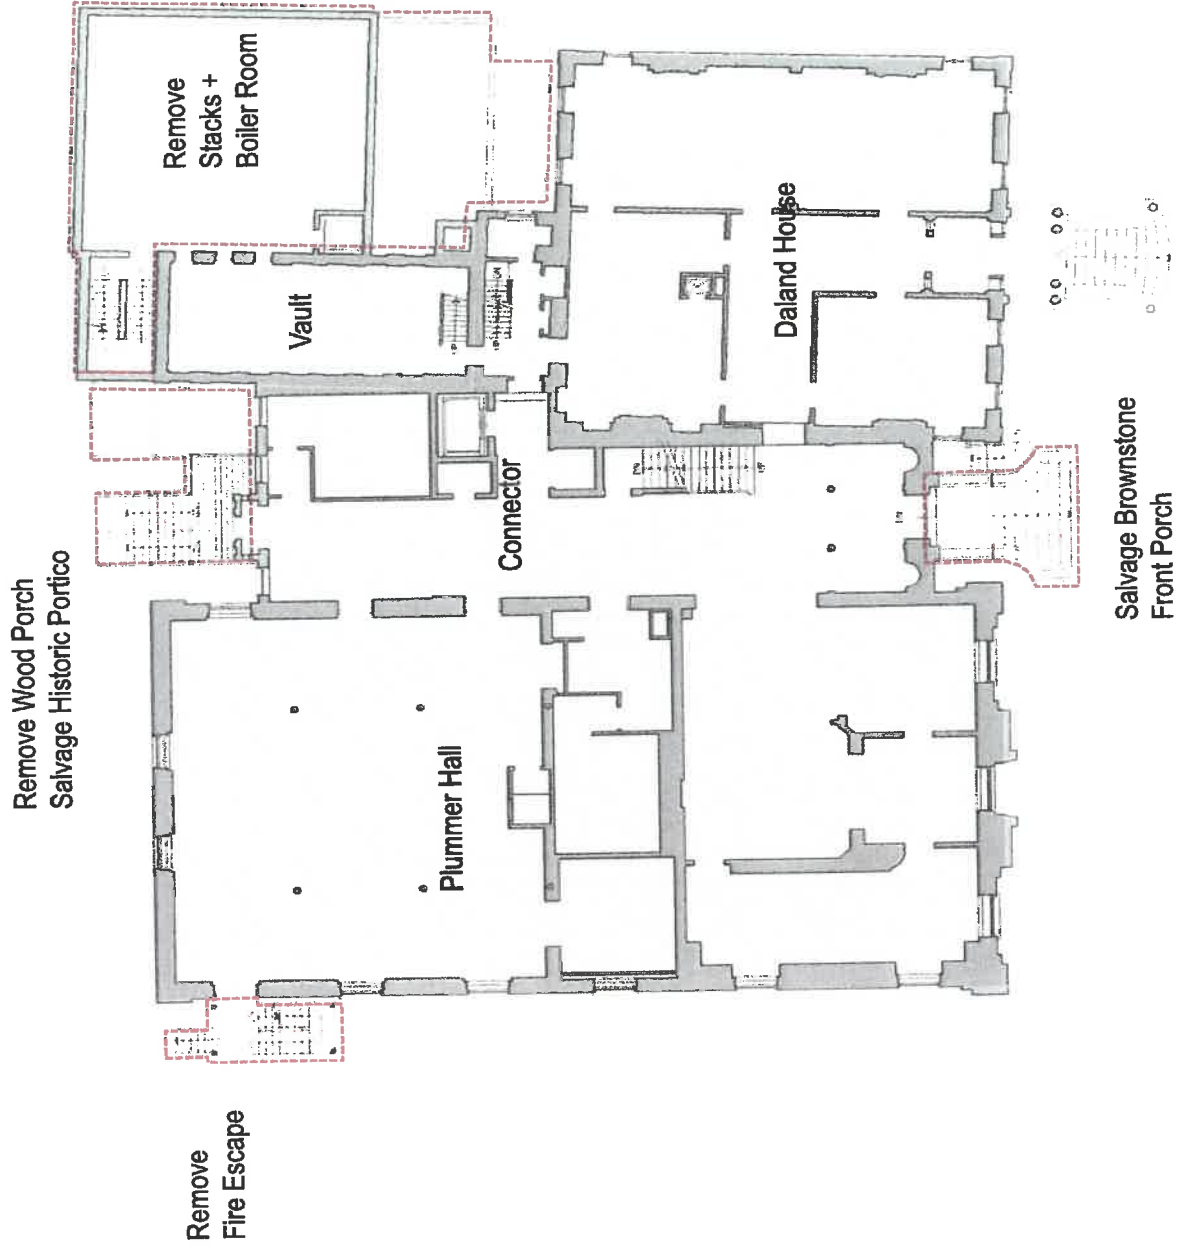 Remove
Fire Escape
Remove Wood Porch
Salvage Historic Portico
Plummer Hall
Connector
Vault
Remove
Stacks +
Boiler Room
Daland House
Salvage Brownstone
Front Porch